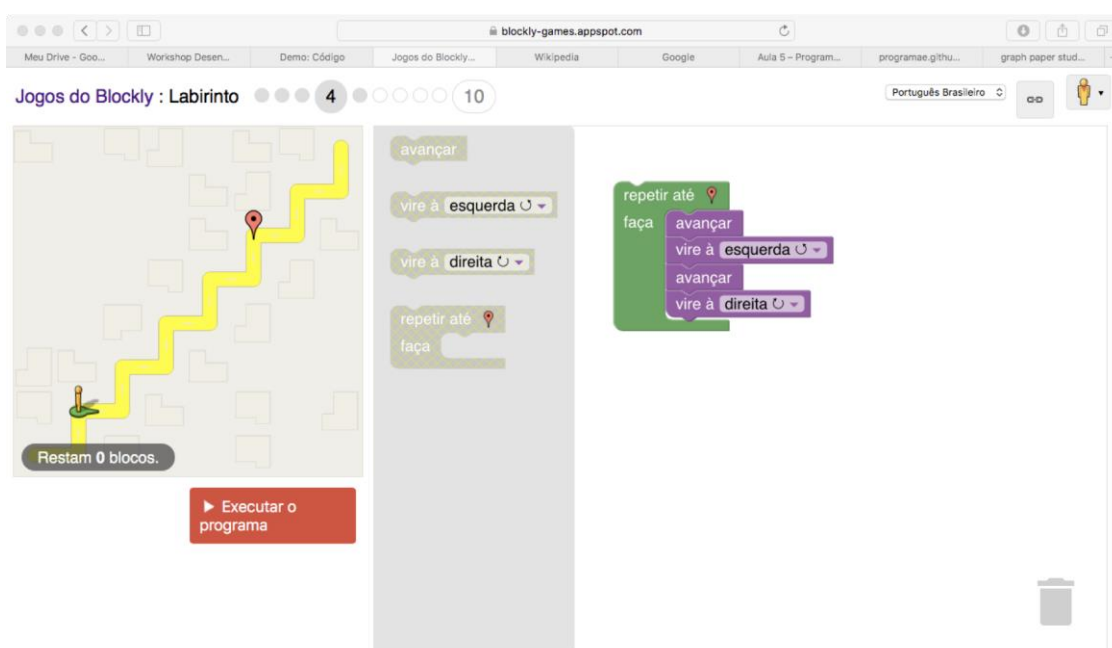 blockly-games.appspot.com
Meu Drive - Goo...
Workshop Desen...
Demo: Código
Jogos do Blockly...
Wikipedia
Google
Aula 5 – Program...
programae.githu...
graph paper stud...
Jogos do Blockly : Labirinto 4 10
Português Brasileiro
avançar
vire à esquerda ↺
vire à direita ↻
repetir até
faça
repetir até
faça avançar
vire à esquerda ↺
avançar
vire à direita ↻
Restam 0 blocos.
Executar o
programa